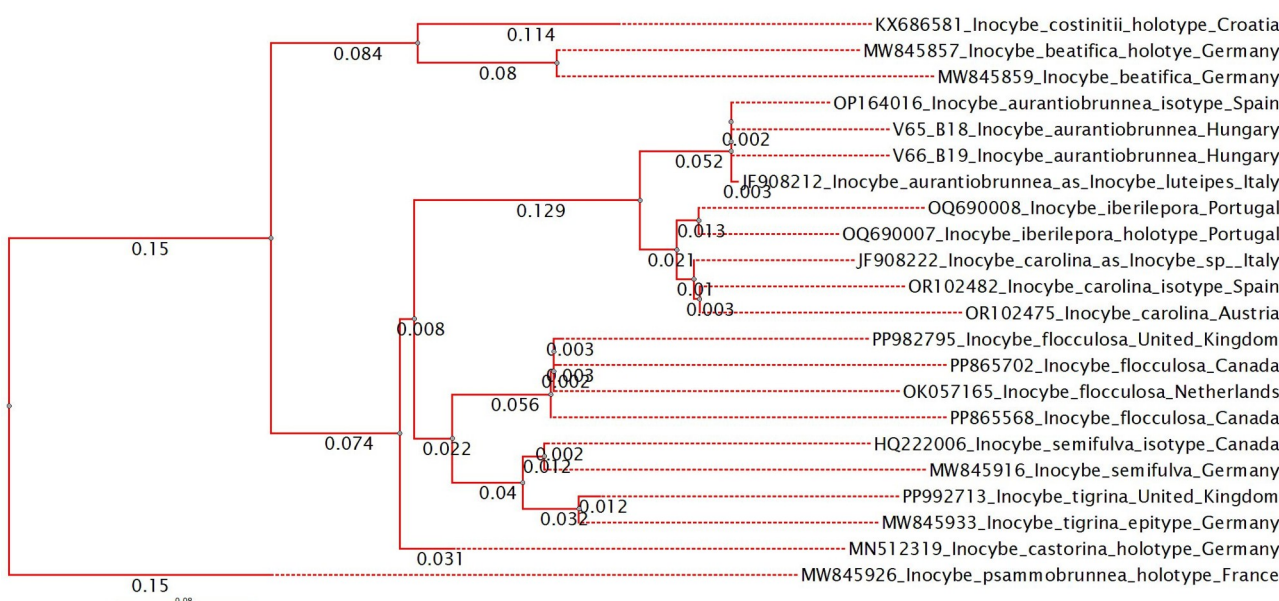 KX686581_Inocybe_costinitii_holotype_Croatia
0.114
0.084
MW845857_Inocybe_beatifica_holotye_Germany
0.08
MW845859_Inocybe_beatifica_Germany
OP164016_Inocybe_aurantiobrunnea_isotype_Spain
V65_B18_Inocybe_aurantiobrunnea_Hungary
0.002
V66_B19_Inocybe_aurantiobrunnea_Hungary
0.052
JF908212_Inocybe_aurantiobrunnea_as_Inocybe_luteipes_Italy
0.003
OQ690008_Inocybe_iberilepora_Portugal
0.129
0.013
OQ690007_Inocybe_iberilepora_holotype_Portugal
0.15
JF908222_Inocybe_carolina_as_Inocybe_sp__Italy
0.021
OR102482_Inocybe_carolina_isotype_Spain
0.01
0.003
OR102475_Inocybe_carolina_Austria
0.008
PP982795_Inocybe_flocculosa_United_Kingdom
0.003
PP865702_Inocybe_flocculosa_Canada
0.003
0.002
OK057165_Inocybe_flocculosa_Netherlands
0.056
PP865568_Inocybe_flocculosa_Canada
0.074
0.022
HQ222006_Inocybe_semifulva_isotype_Canada
0.002
0.012
MW845916_Inocybe_semifulva_Germany
0.04
PP992713_Inocybe_tigrina_United_Kingdom
0.012
0.032
MW845933_Inocybe_tigrina_epitype_Germany
MN512319_Inocybe_castorina_holotype_Germany
0.031
MW845926_Inocybe_psammobrunnea_holotype_France
0.15
0.08